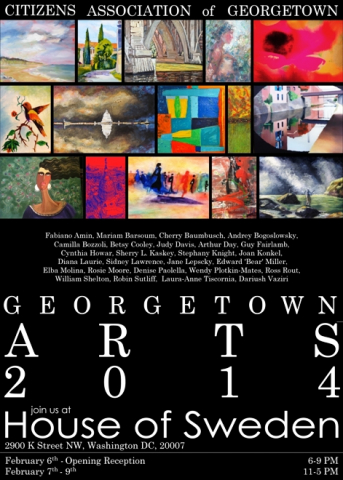 CITIZENS ASSOCIATION of GEORGETOWN
Fabiano Amin, Mariam Barsoum, Cherry Baumbusch, Andrey Bogoslowsky,
Camilla Bozzoli, Betsy Cooley, Judy Davis, Arthur Day, Guy Fairlamb,
Cynthia Howar, Sherry L. Kaskey, Stephany Knight, Joan Konkel,
Diana Laurie, Sidney Lawrence, Jane Lepscky, Edward 'Bear' Miller,
Elba Molina, Rosie Moore, Denise Paolella, Wendy Plotkin-Mates, Ross Rout,
William Shelton, Robin Sutliff, Laura-Anne Tiscornia, Dariush Vaziri
GEORGETOWN
ARTS
2014
join us at
House of Sweden
2900 K Street NW, Washington DC, 20007
February 6th - Opening Reception 6-9 PM
February 7th - 9th 11-5 PM